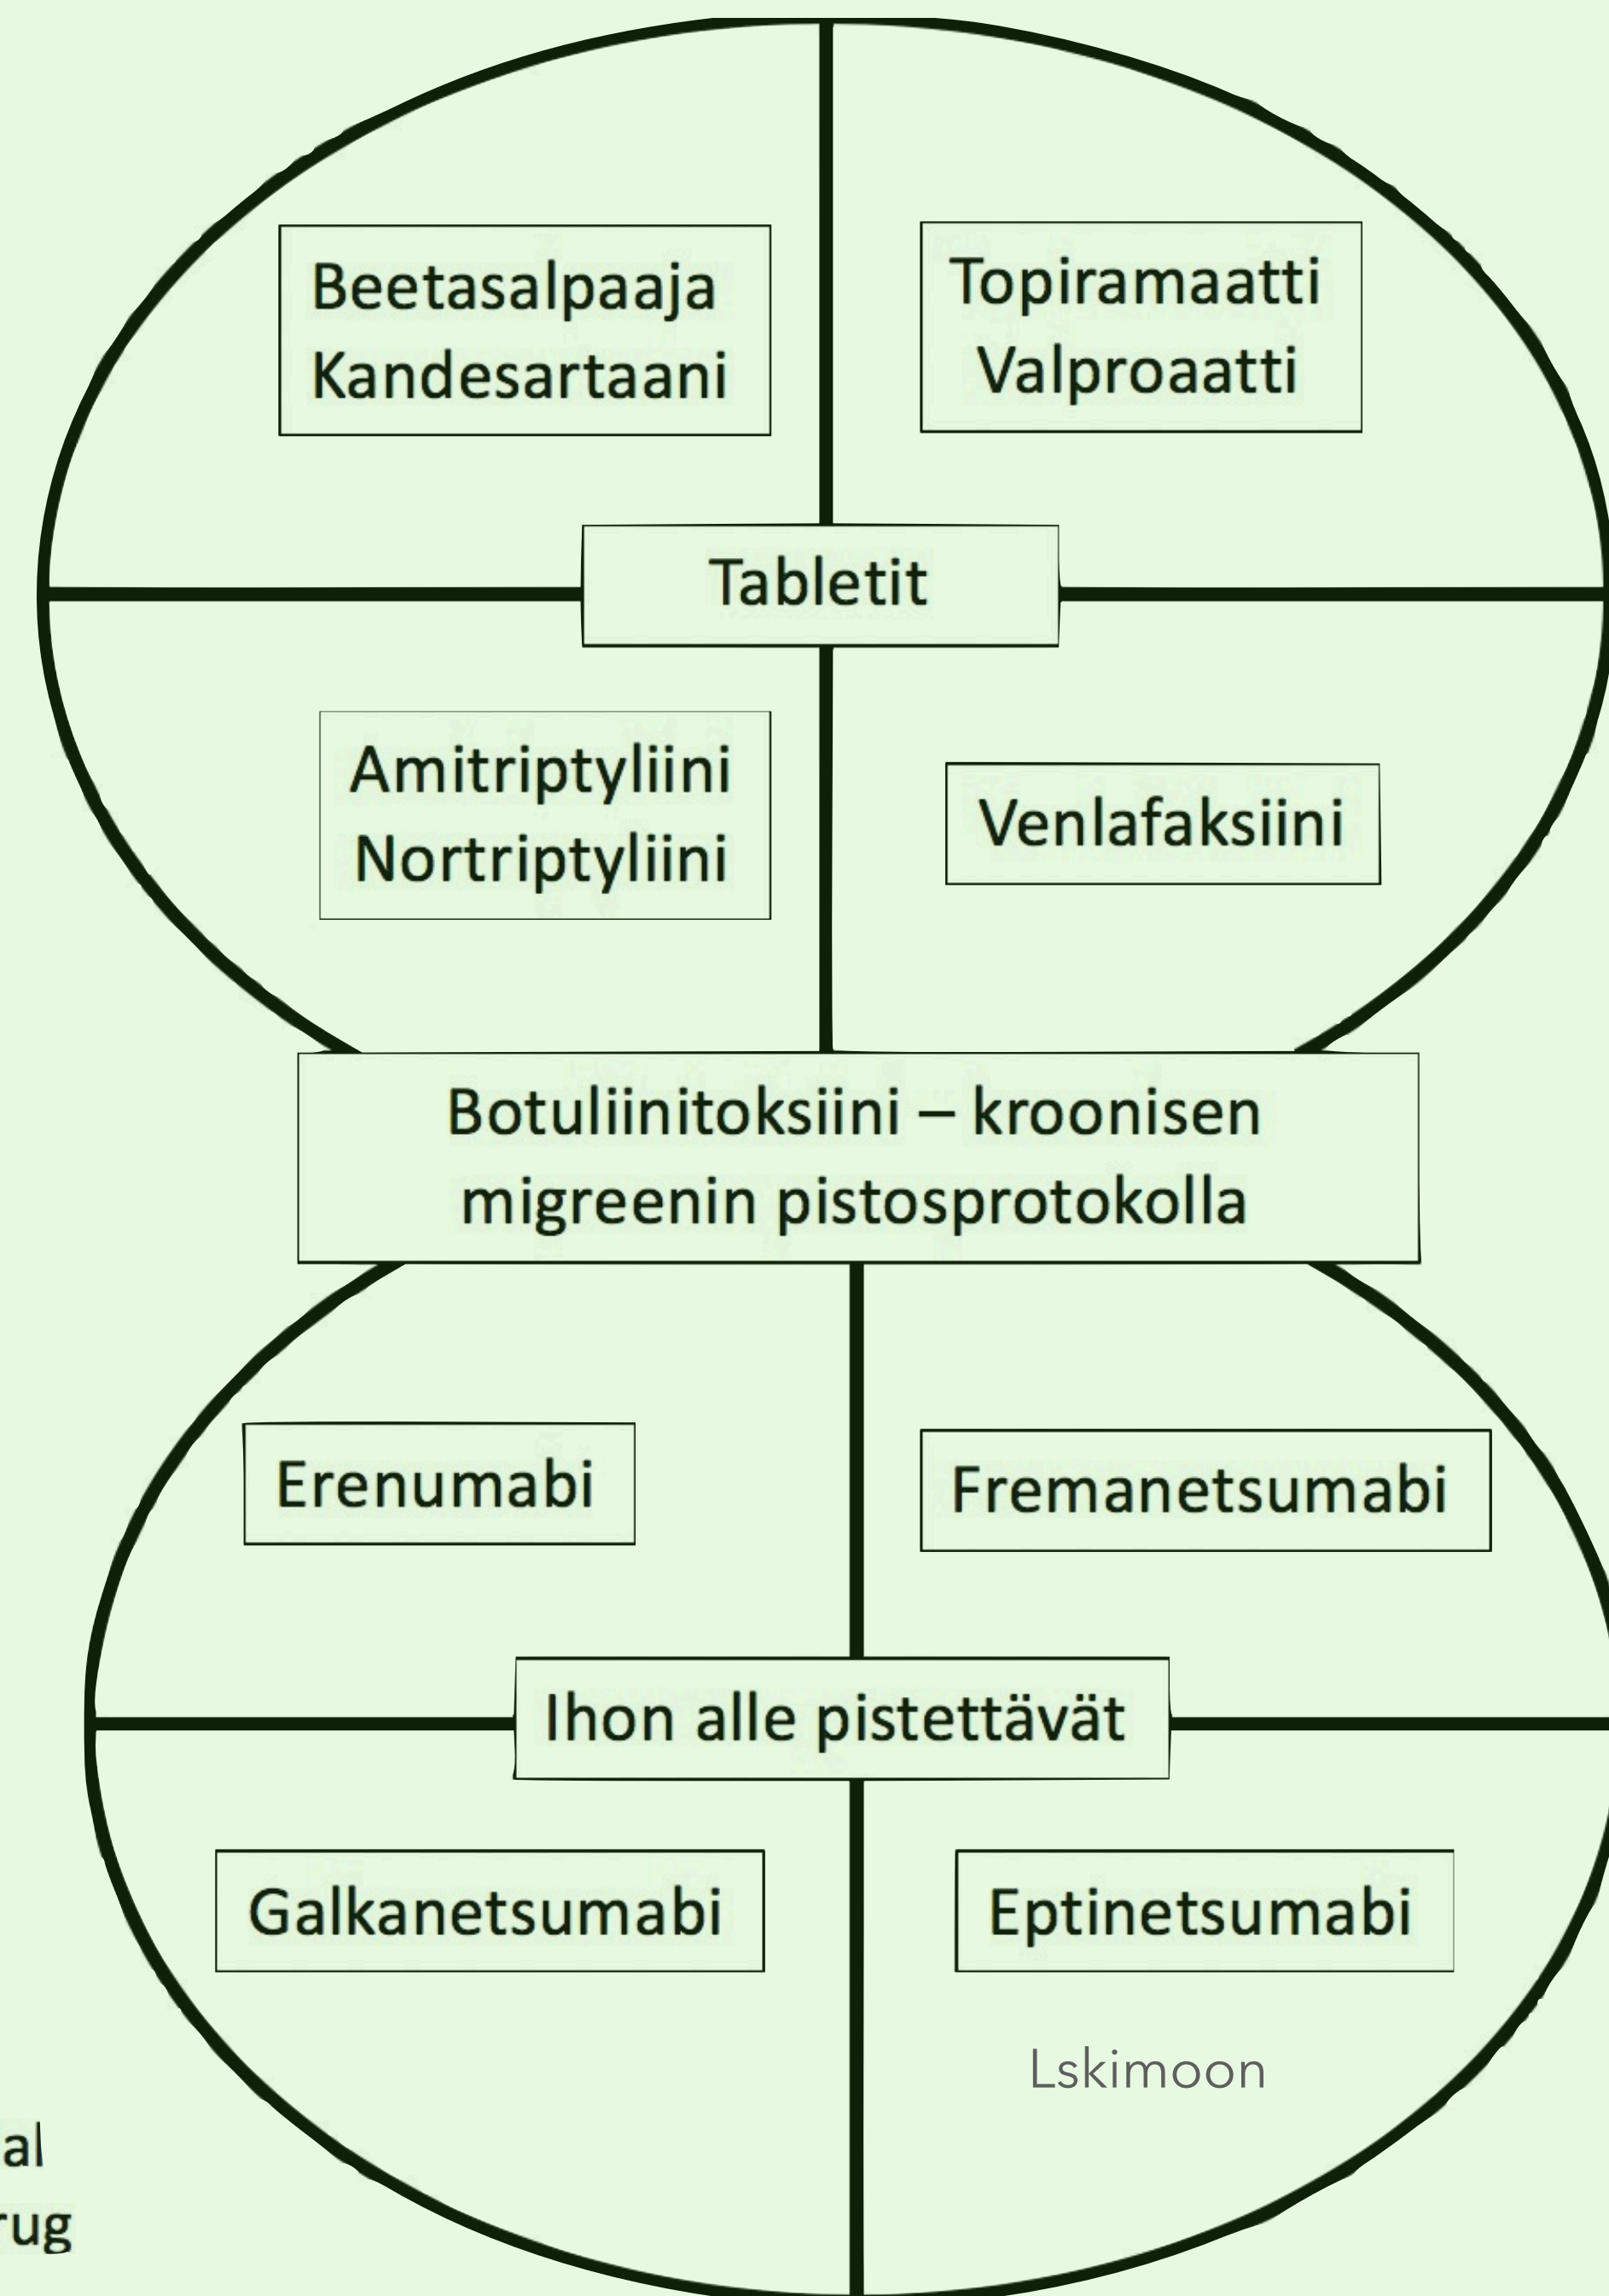 Beetasalpaaja
Kandesartaani
Topiramaatti
Valproaatti
Tabletit
Amitriptyliini
Nortriptyliini
Venlafaksiini
Botuliinitoksiini – kroonisen
migreenin pistosprotokolla
Erenumabi
Fremanetsumabi
Ihon alle pistettävät
Galkanetsumabi
Eptinetsumabi
Lskimoon
al
rug